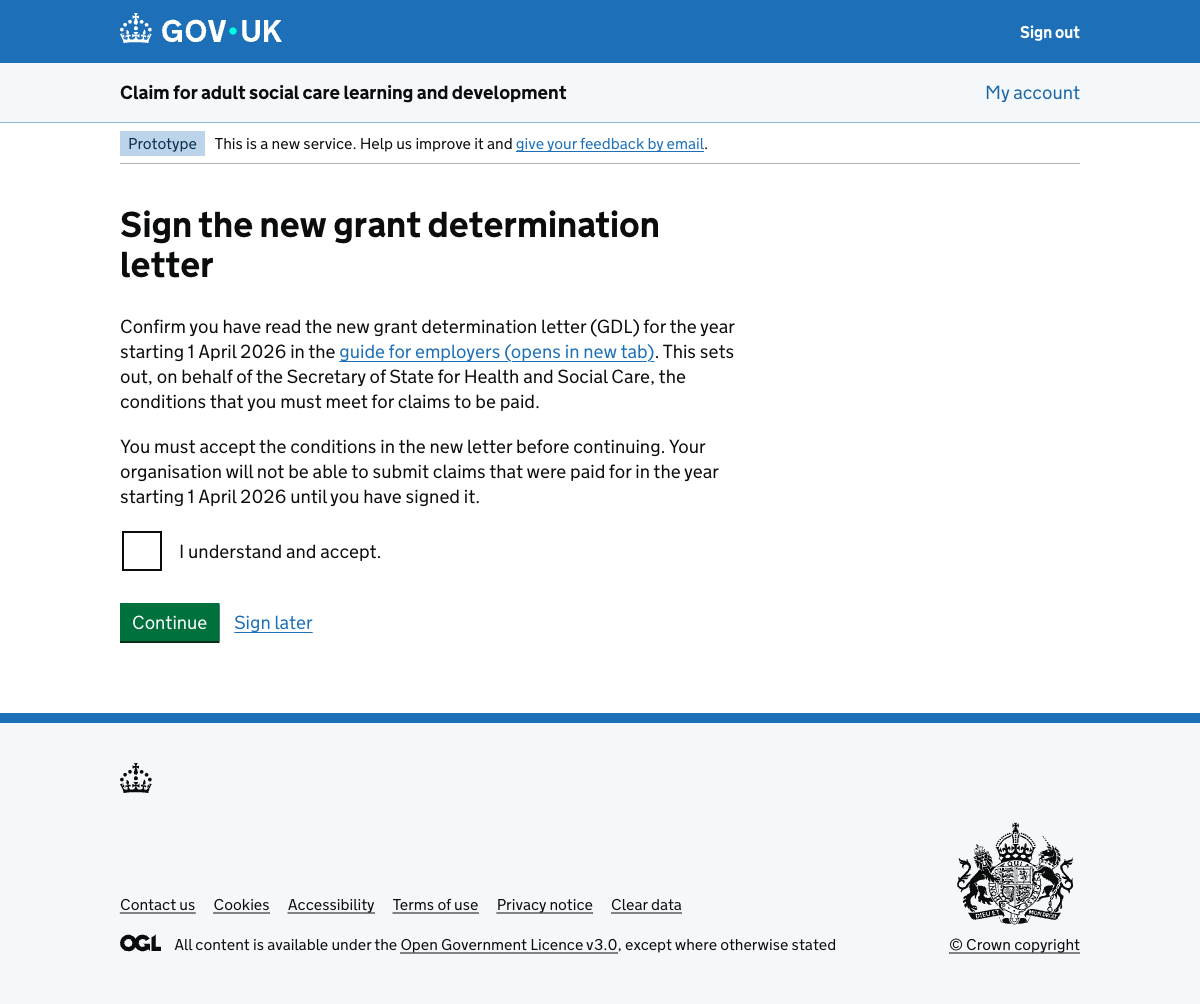 GOV·UK
Sign out
Claim for adult social care learning and development
My account
Prototype This is a new service. Help us improve it and give your feedback by email.
Sign the new grant determination
letter
Confirm you have read the new grant determination letter (GDL) for the year
starting 1 April 2026 in the guide for employers (opens in new tab). This sets
out, on behalf of the Secretary of State for Health and Social Care, the
conditions that you must meet for claims to be paid.
You must accept the conditions in the new letter before continuing. Your
organisation will not be able to submit claims that were paid for in the year
starting 1 April 2026 until you have signed it.
I understand and accept.
Continue Sign later
Contact us Cookies Accessibility Terms of use Privacy notice Clear data
OGL All content is available under the Open Government Licence v3.0, except where otherwise stated
© Crown copyright